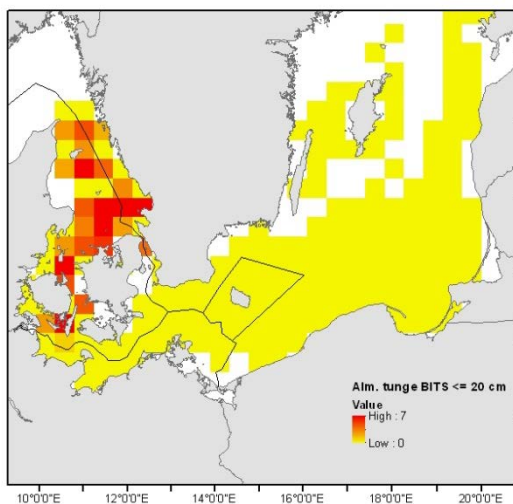 Alm. tunge BITS <= 20 cm
Value
High : 7
Low : 0
10°0'0"E 12°0'0"E 14°0'0"E 16°0'0"E 18°0'0"E 20°0'0"E